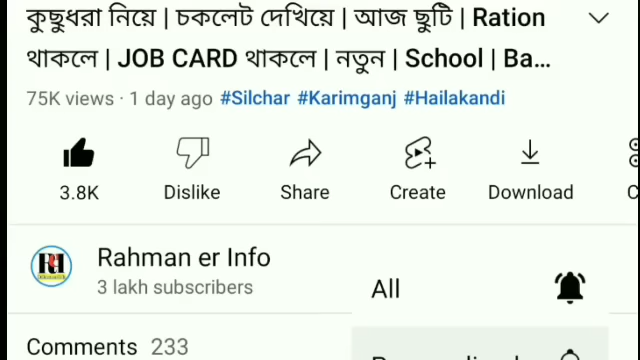 কুছুধরা নিয়ে | চকলেট দেখিয়ে | আজ ছুটি | Ration
থাকলে | JOB CARD থাকলে | নতুন | School | Ba...
75K views · 1 day ago #Silchar #Karimganj #Hailakandi
3.8K Dislike Share Create Download
Rahman er Info
3 lakh subscribers
All
Comments 233